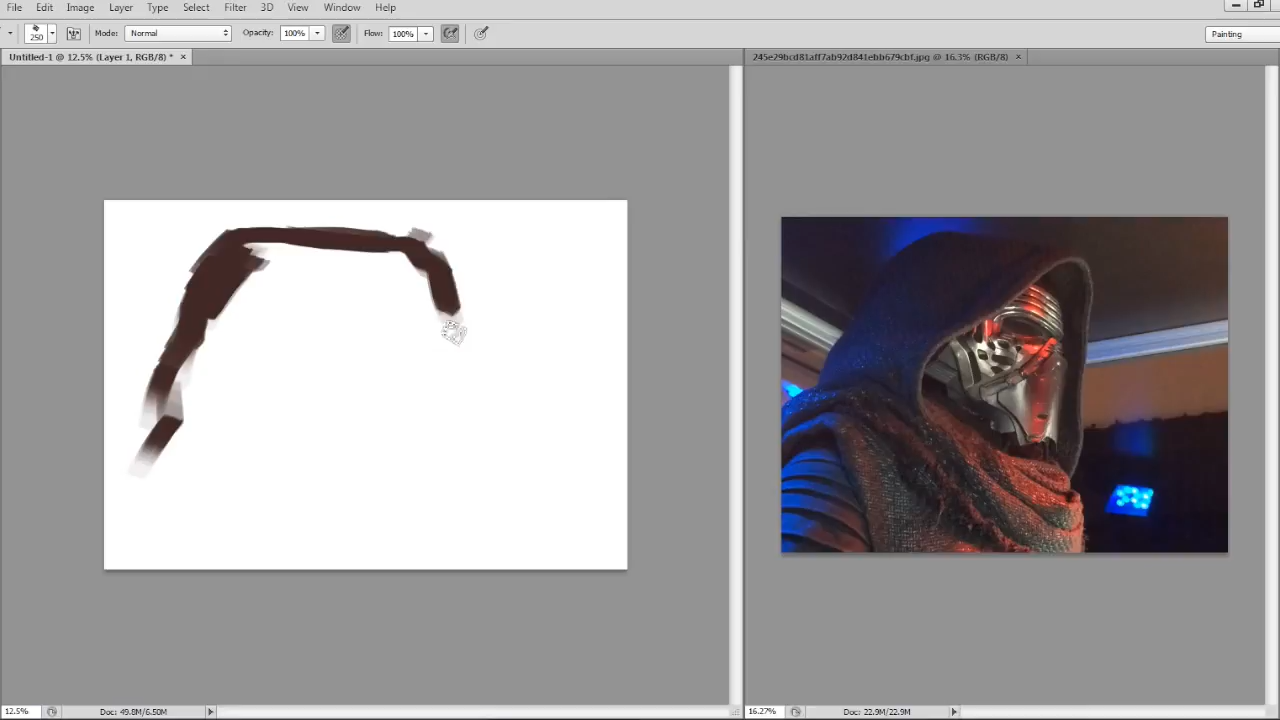 File Edit Image Layer Type Select Filter 3D View Window Help
250 Mode: Normal Opacity: 100% Flow: 100% Painting
Untitled-1 @ 12.5% (Layer 1, RGB/8) * × 245e29bcd81aff7ab92d841ebb679cbf.jpg @ 16.3% (RGB/8) ×
12.5% Doc: 49.8M/6.50M 16.27% Doc: 22.9M/22.9M